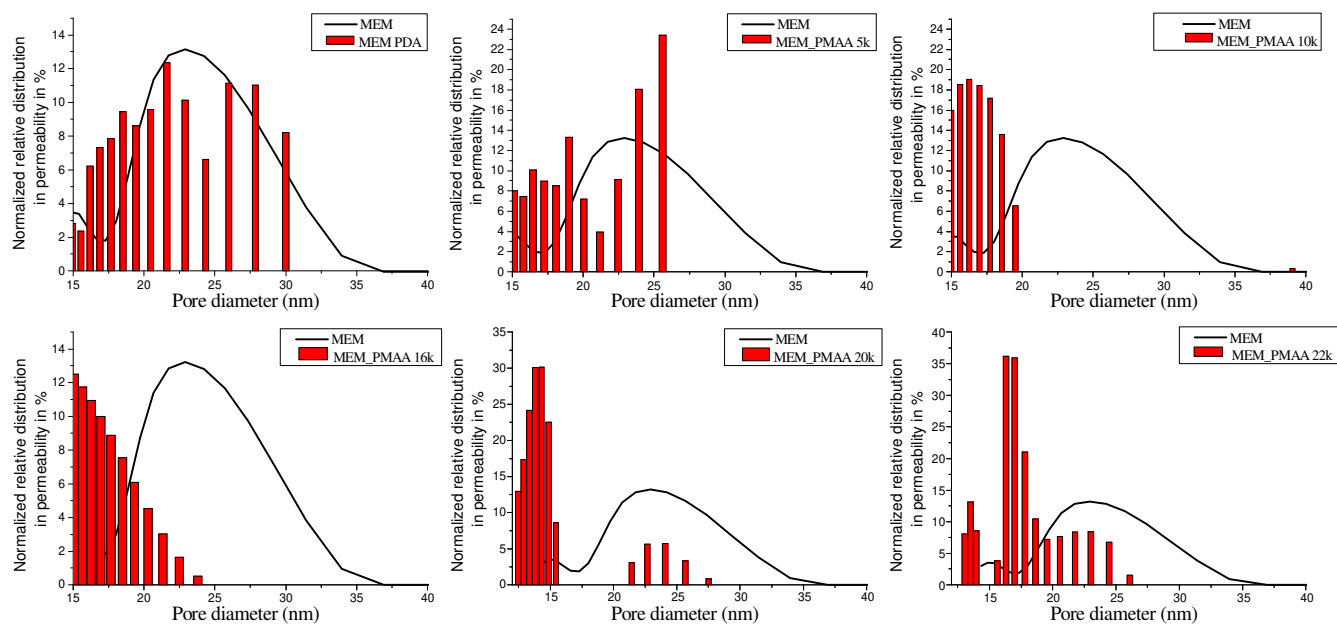 MEM
MEM PDA
Normalized relative distribution
in permeability in %
14
12
10
8
6
4
2
0
15 20 25 30 35 40
Pore diameter (nm)
MEM
MEM_PMAA 5k
Normalized relative distribution
in permeability in %
24
22
20
18
16
14
12
10
8
6
4
2
0
15 20 25 30 35 40
Pore diameter (nm)
MEM
MEM_PMAA 10k
Normalized relative distribution
in permeability in %
24
22
20
18
16
14
12
10
8
6
4
2
0
15 20 25 30 35 40
Pore diameter (nm)
MEM
MEM_PMAA 16k
Normalized relative distribution
in permeability in %
14
12
10
8
6
4
2
0
15 20 25 30 35 40
Pore diameter (nm)
MEM
MEM_PMAA 20k
Normalized relative distribution
in permeability in %
35
30
25
20
15
10
5
0
15 20 25 30 35 40
Pore diameter (nm)
MEM
MEM_PMAA 22k
Normalized relative distribution
in permeability in %
40
35
30
25
20
15
10
5
0
15 20 25 30 35 40
Pore diameter (nm)